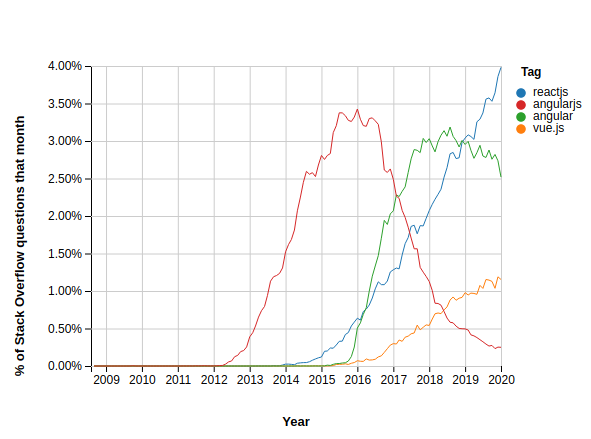 4.00%
3.50%
3.00%
2.50%
2.00%
1.50%
1.00%
0.50%
0.00%
% of Stack Overflow questions that month
2009 2010 2011 2012 2013 2014 2015 2016 2017 2018 2019 2020
Year
Tag
reactjs
angularjs
angular
vue.js